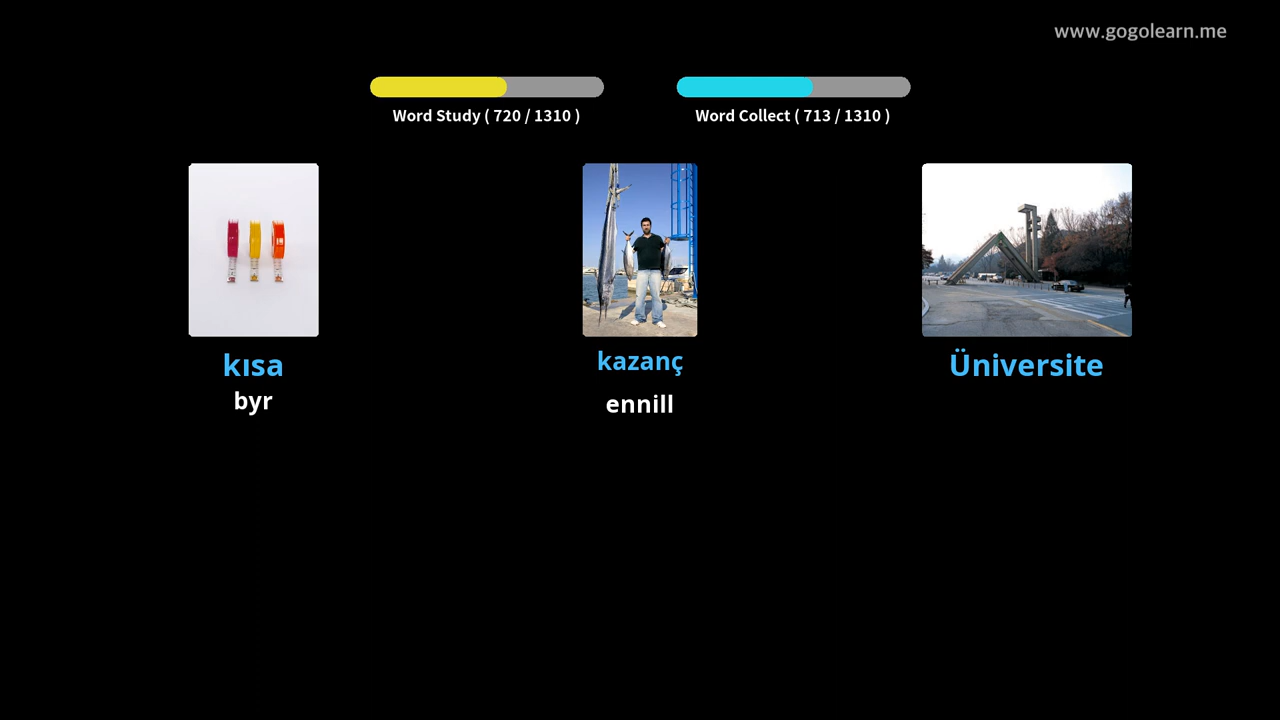 www.gogolearn.me
Word Study ( 720 / 1310 )
Word Collect ( 713 / 1310 )
kısa
byr
kazanç
ennill
Üniversite